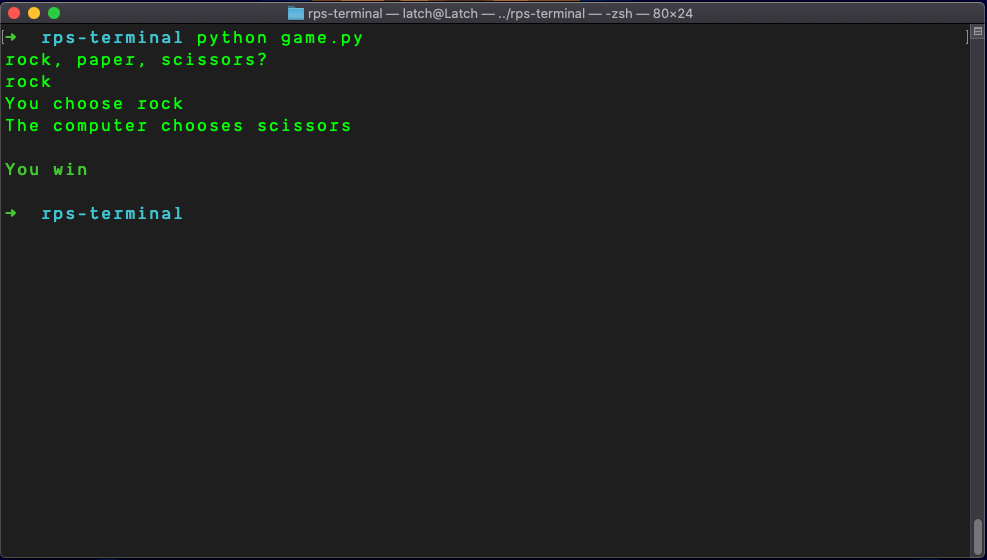 rps-terminal — latch@Latch — ../rps-terminal — -zsh — 80×24
[➜  rps-terminal python game.py ]
rock, paper, scissors?
rock
You choose rock
The computer chooses scissors
You win
➜  rps-terminal